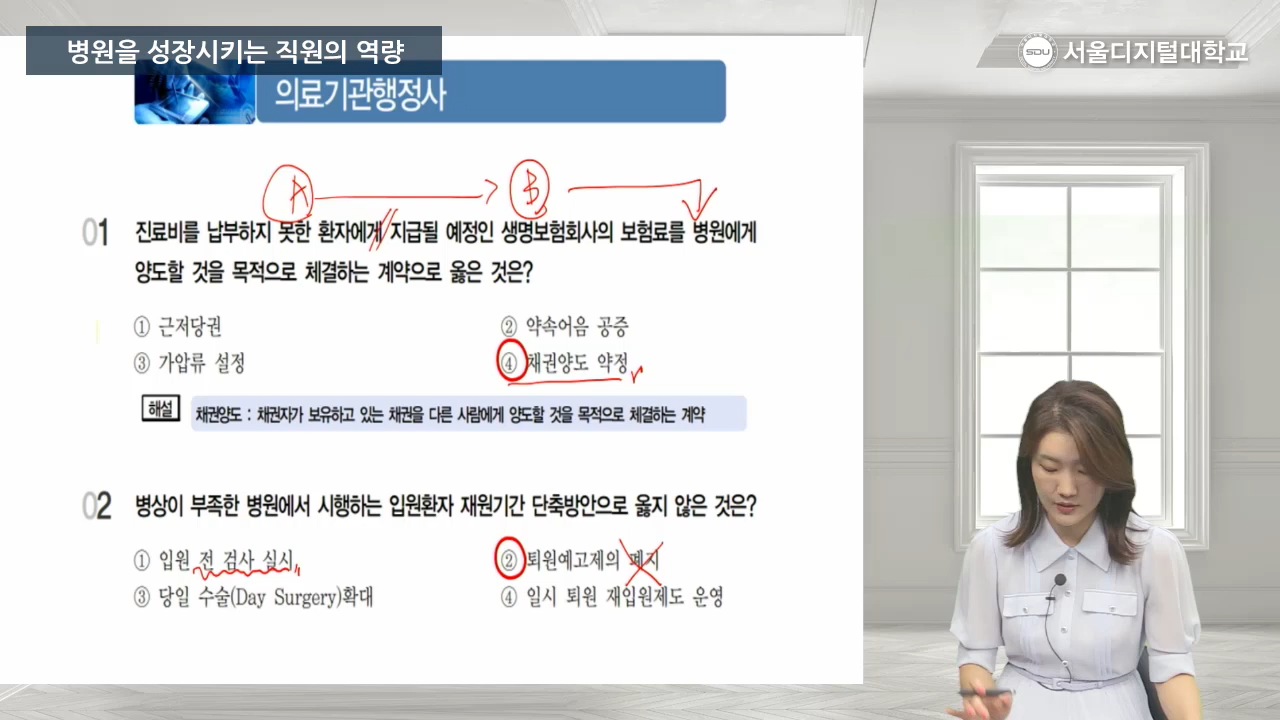 병원을 성장시키는 직원의 역량
SDU 서울디지털대학교
의료기관행정사
A B
01 진료비를 납부하지 못한 환자에게 지급될 예정인 생명보험회사의 보험료를 병원에게
양도할 것을 목적으로 체결하는 계약으로 옳은 것은?
① 근저당권 ② 약속어음 공증
③ 가압류 설정 ④ 채권양도 약정
해설 채권양도 : 채권자가 보유하고 있는 채권을 다른 사람에게 양도할 것을 목적으로 체결하는 계약
02 병상이 부족한 병원에서 시행하는 입원환자 재원기간 단축방안으로 옳지 않은 것은?
① 입원 전 검사 실시 ② 퇴원예고제의 폐지
③ 당일 수술(Day Surgery)확대 ④ 일시 퇴원 재입원제도 운영